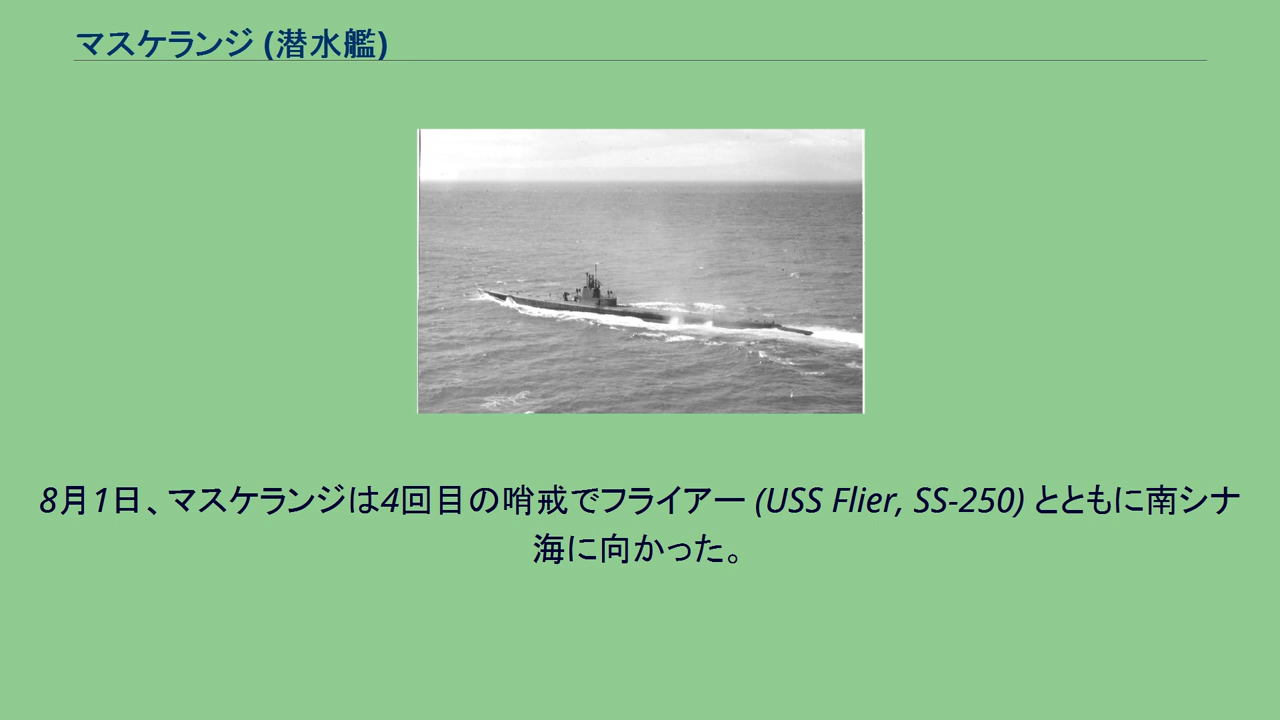 マスケランジ (潜水艦)
8月1日、マスケランジは4回目の哨戒でフライアー (USS Flier, SS-250) とともに南シナ
海に向かった。